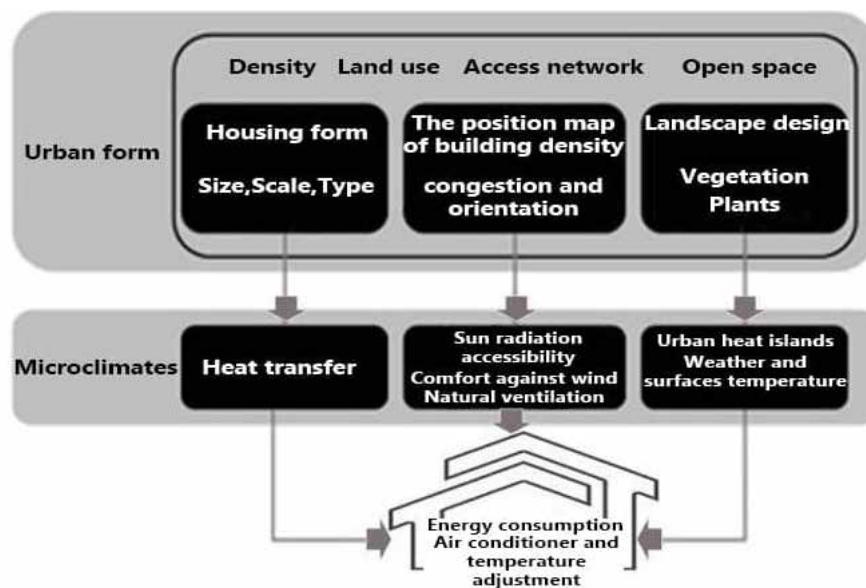 Density Land use Access network Open space
Urban form
Housing form
Size,Scale,Type
The position map
of building density
congestion and
orientation
Landscape design
Vegetation
Plants
Microclimates
Heat transfer
Sun radiation
accessibility
Comfort against wind
Natural ventilation
Urban heat islands
Weather and
surfaces temperature
Energy consumption
Air conditioner and
temperature
adjustment